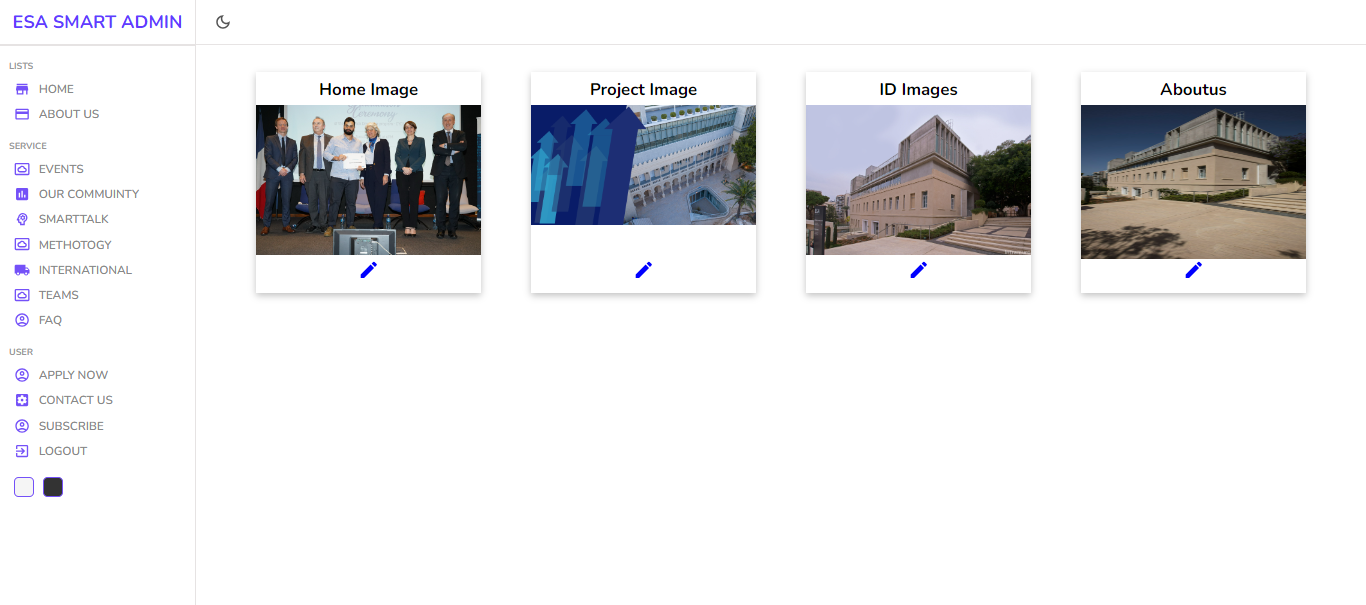 ESA SMART ADMIN
LISTS
HOME
ABOUT US
SERVICE
EVENTS
OUR COMMUINTY
SMARTTALK
METHOTOGY
INTERNATIONAL
TEAMS
FAQ
USER
APPLY NOW
CONTACT US
SUBSCRIBE
LOGOUT
Home Image
Project Image
ID Images
Aboutus
Ceremony